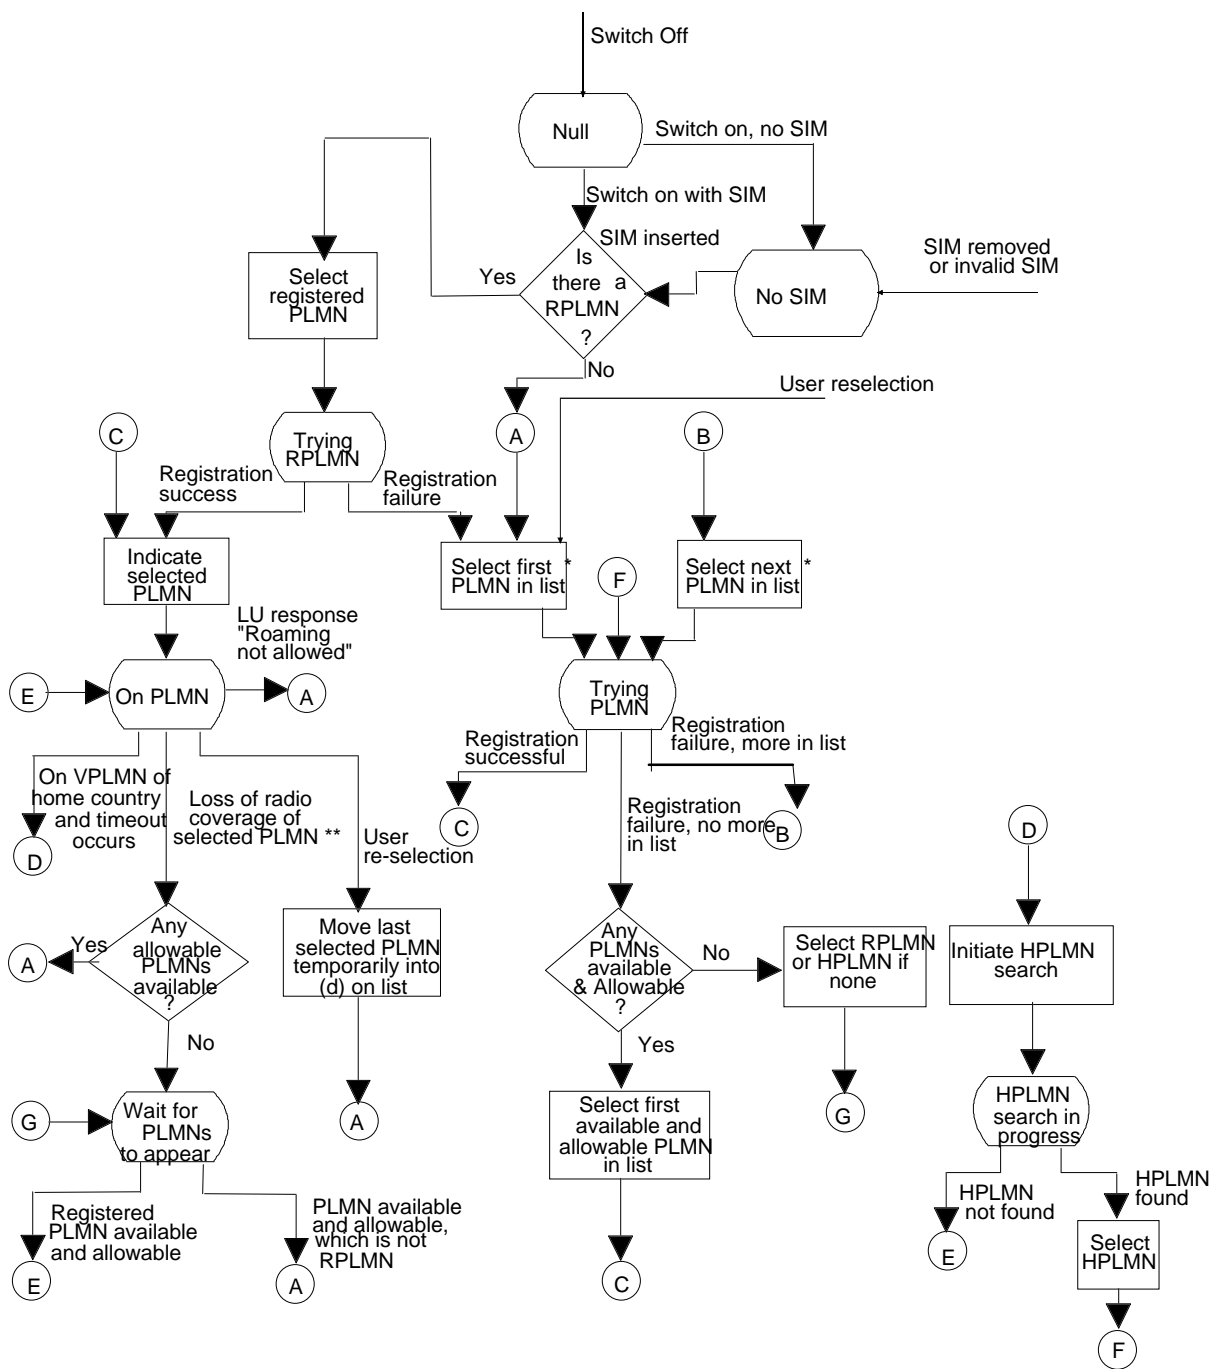 Switch Off
Null
Switch on, no SIM
Switch on with SIM
SIM inserted
SIM removed
or invalid SIM
Is
there a
RPLMN
?
Yes
No SIM
Select
registered
PLMN
No
User reselection
C
A
B
Trying
RPLMN
Registration
success
Registration
failure
Indicate
selected
PLMN
Select first *
PLMN in list
F
Select next *
PLMN in list
LU response
"Roaming
not allowed"
E
On PLMN
A
Trying
PLMN
Registration
successful
Registration
failure, more in list
On VPLMN of
home country
and timeout
occurs
Loss of radio
coverage of
selected PLMN **
User
re-selection
Registration
failure, no more
in list
D
C
B
D
Any
allowable
PLMNs
available
?
Yes
A
Move last
selected PLMN
temporarily into
(d) on list
Any
PLMNs
available
& Allowable
?
No
Select RPLMN
or HPLMN if
none
Initiate HPLMN
search
No
Yes
G
Wait for
PLMNs
to appear
A
Select first
available and
allowable PLMN
in list
G
HPLMN
search in
progress
Registered
PLMN available
and allowable
PLMN available
and allowable,
which is not
RPLMN
HPLMN
not found
HPLMN
found
E
A
C
E
Select
HPLMN
F